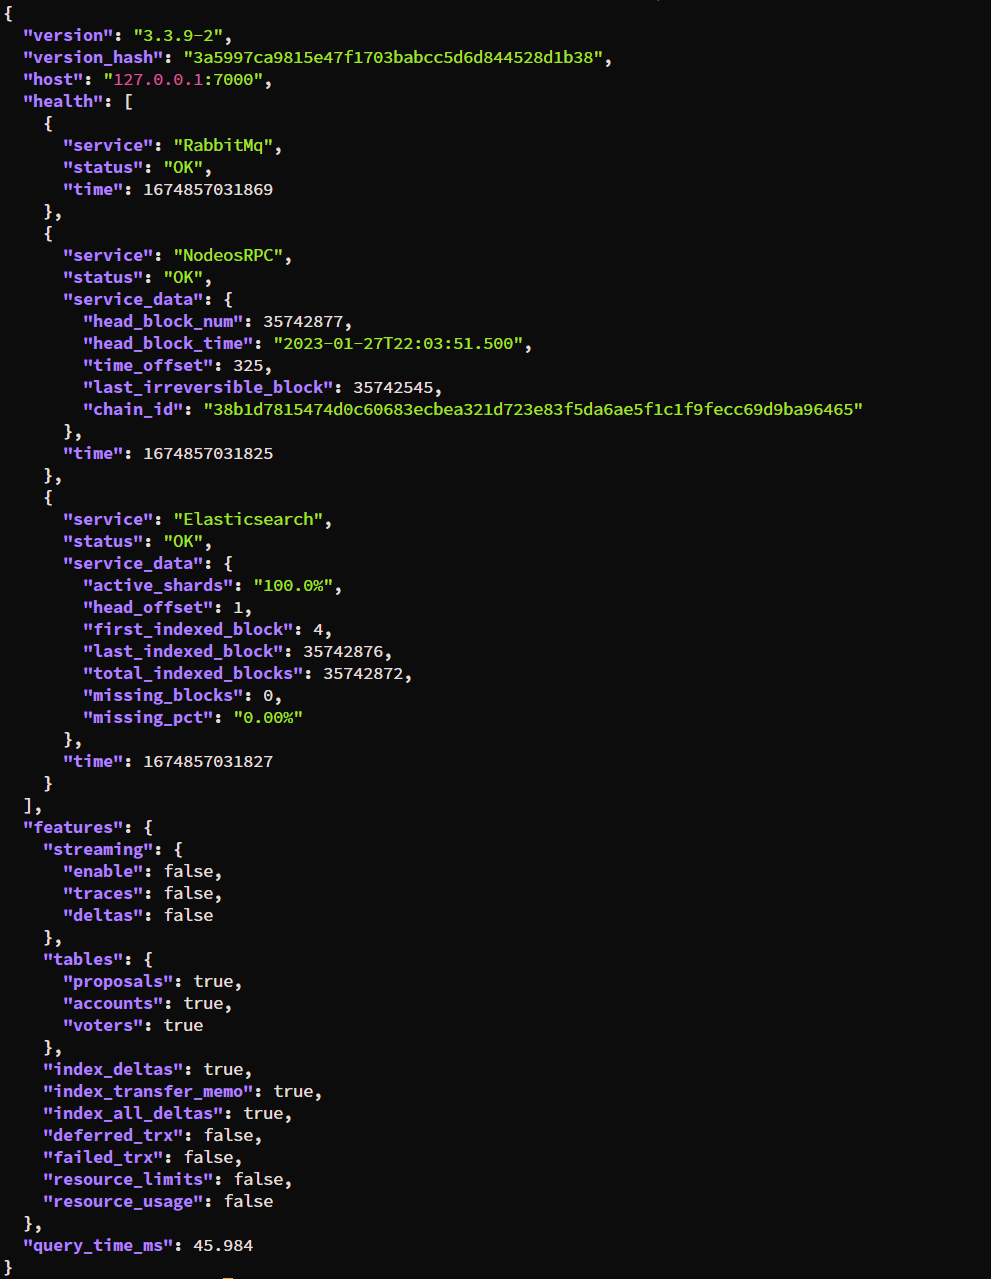 {
  "version": "3.3.9-2",
  "version_hash": "3a5997ca9815e47f1703babcc5d6d844528d1b38",
  "host": "127.0.0.1:7000",
  "health": [
    {
      "service": "RabbitMq",
      "status": "OK",
      "time": 1674857031869
    },
    {
      "service": "NodeosRPC",
      "status": "OK",
      "service_data": {
        "head_block_num": 35742877,
        "head_block_time": "2023-01-27T22:03:51.500",
        "time_offset": 325,
        "last_irreversible_block": 35742545,
        "chain_id": "38b1d7815474d0c60683ecbea321d723e83f5da6ae5f1c1f9fecc69d9ba96465"
      },
      "time": 1674857031825
    },
    {
      "service": "Elasticsearch",
      "status": "OK",
      "service_data": {
        "active_shards": "100.0%",
        "head_offset": 1,
        "first_indexed_block": 4,
        "last_indexed_block": 35742876,
        "total_indexed_blocks": 35742872,
        "missing_blocks": 0,
        "missing_pct": "0.00%"
      },
      "time": 1674857031827
    }
  ],
  "features": {
    "streaming": {
      "enable": false,
      "traces": false,
      "deltas": false
    },
    "tables": {
      "proposals": true,
      "accounts": true,
      "voters": true
    },
    "index_deltas": true,
    "index_transfer_memo": true,
    "index_all_deltas": true,
    "deferred_trx": false,
    "failed_trx": false,
    "resource_limits": false,
    "resource_usage": false
  },
  "query_time_ms": 45.984
}